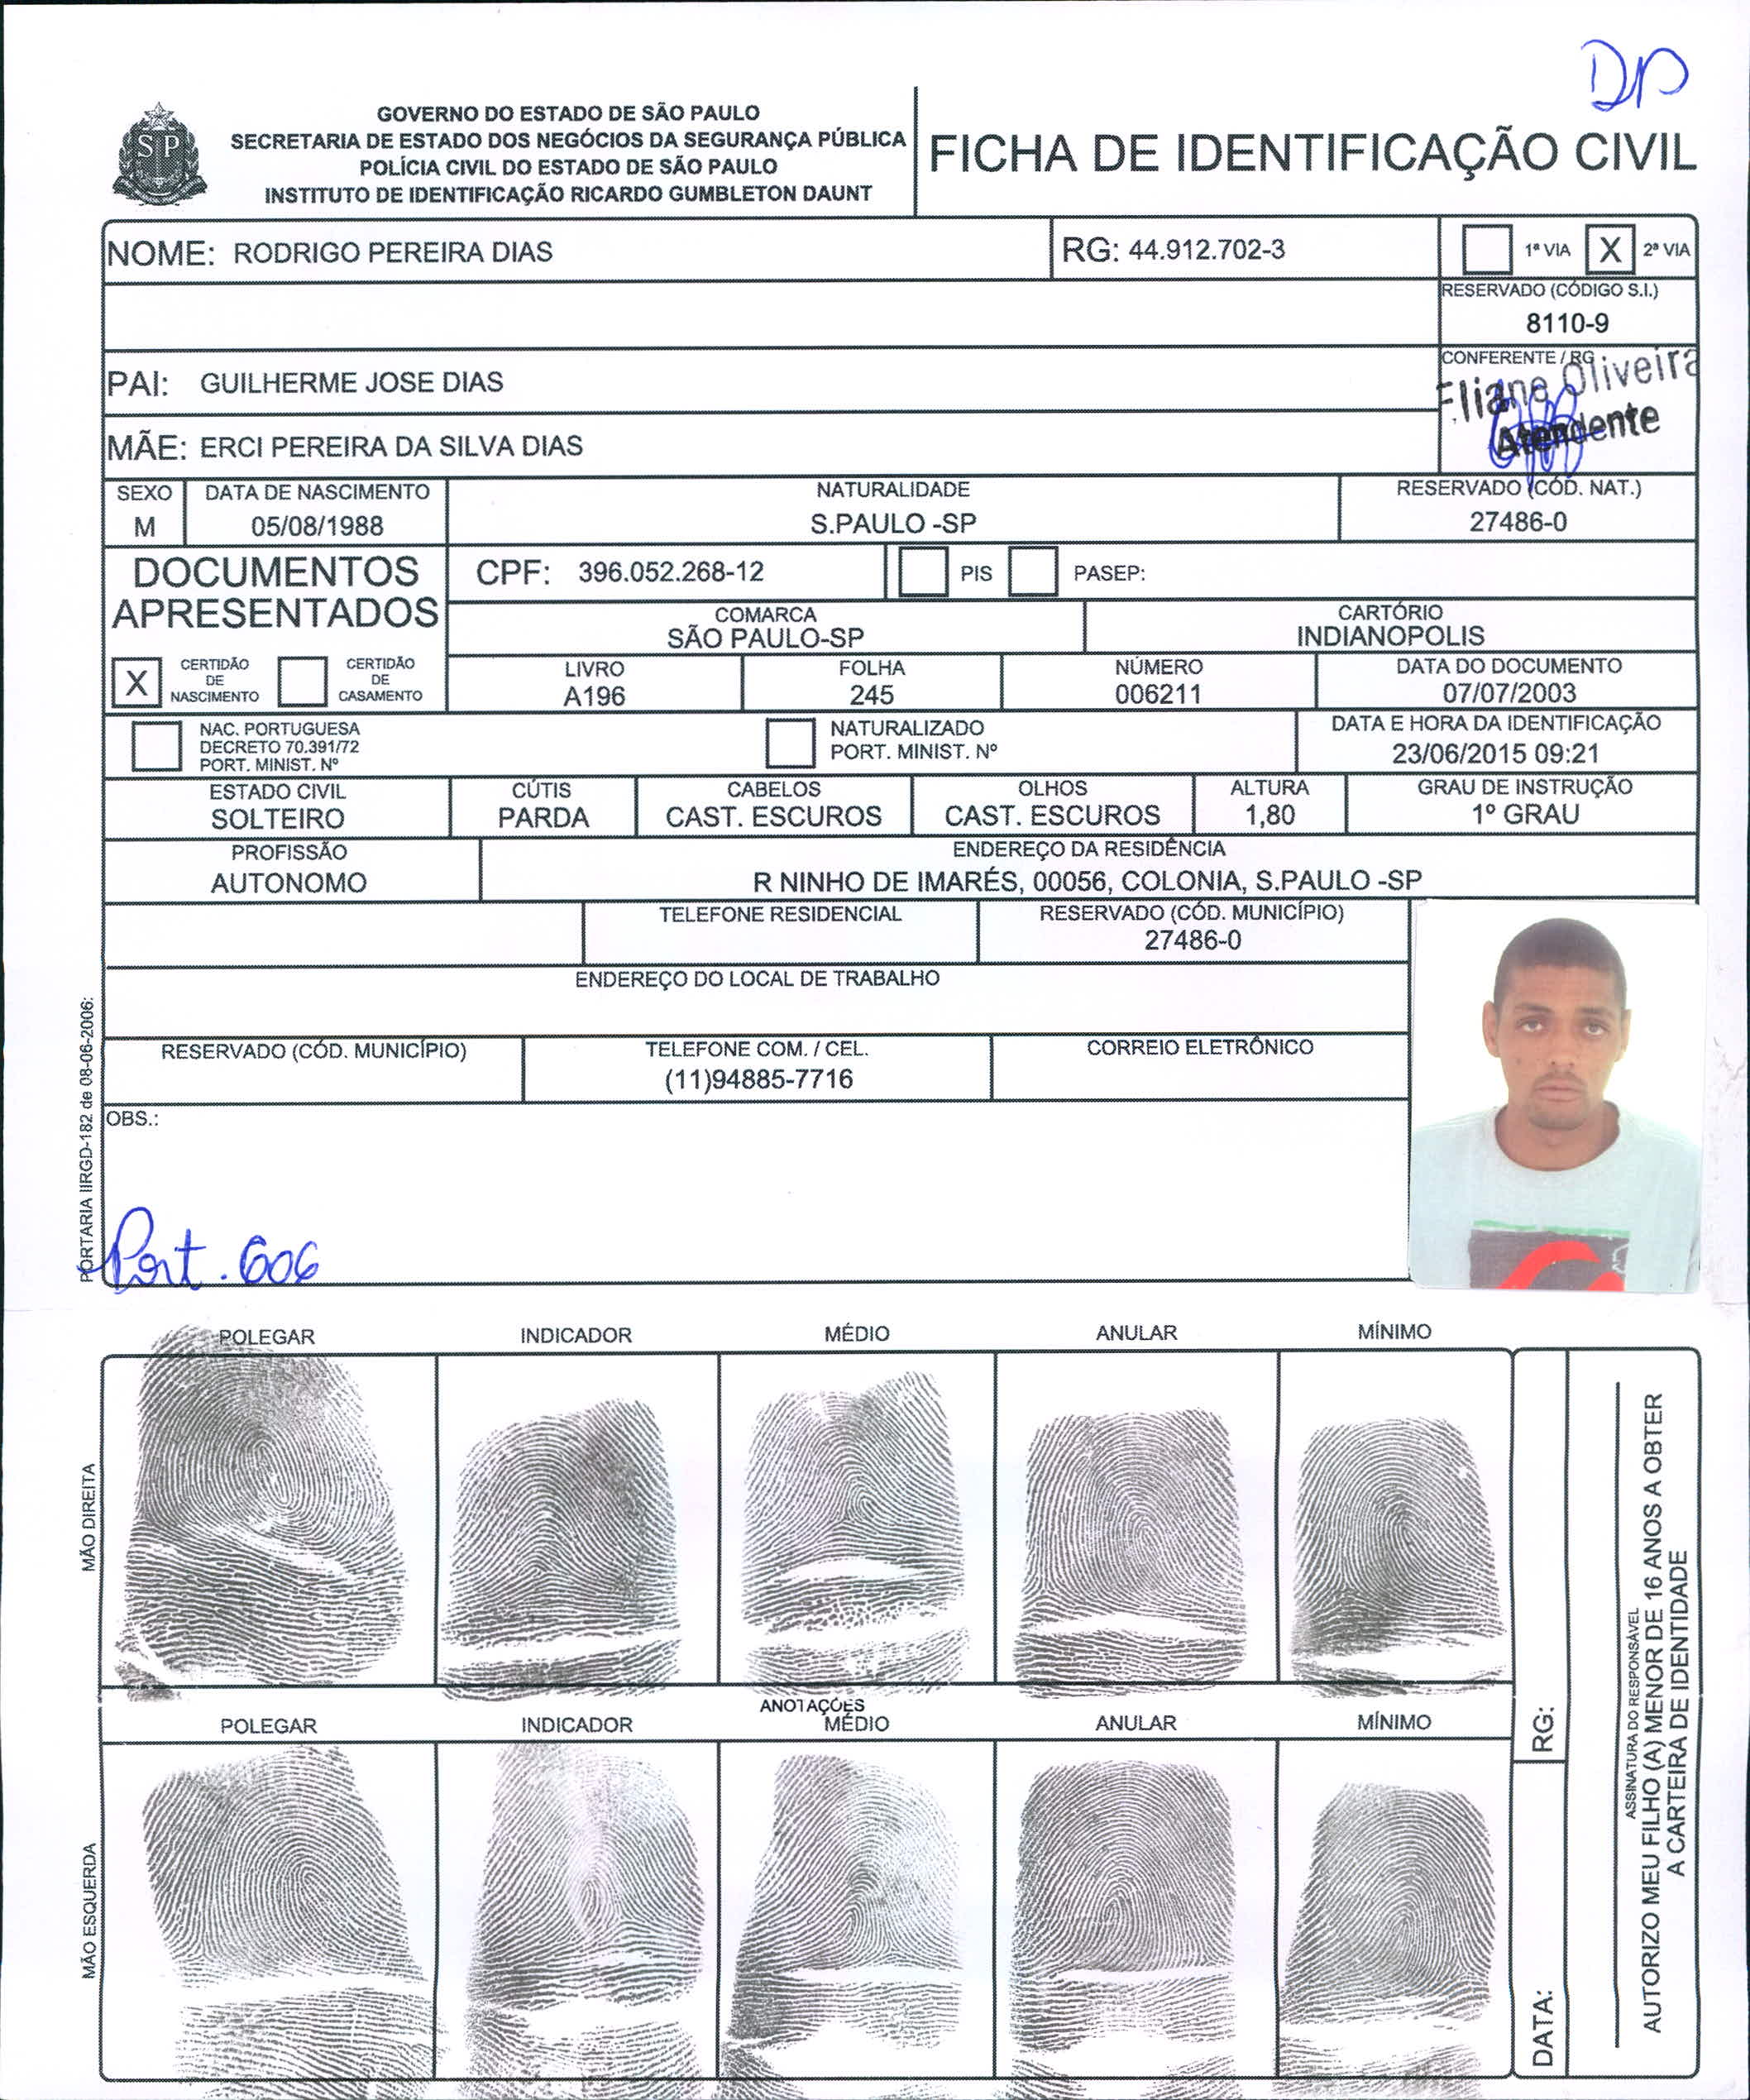 DP
GOVERNO DO ESTADO DE SÃO PAULO
SECRETARIA DE ESTADO DOS NEGÓCIOS DA SEGURANÇA PÚBLICA
POLÍCIA CIVIL DO ESTADO DE SÃO PAULO
INSTITUTO DE IDENTIFICAÇÃO RICARDO GUMBLETON DAUNT
SP
FICHA DE IDENTIFICAÇÃO CIVIL
NOME: RODRIGO PEREIRA DIAS
RG: 44.912.702-3
1ª VIA X 2ª VIA
RESERVADO (CÓDIGO S.I.)
8110-9
PAI: GUILHERME JOSE DIAS
CONFERENTE / RG
Eliane Oliveira
Atendente
MÃE: ERCI PEREIRA DA SILVA DIAS
SEXO DATA DE NASCIMENTO NATURALIDADE RESERVADO (CÓD. NAT.)
M 05/08/1988 S.PAULO -SP 27486-0
DOCUMENTOS
APRESENTADOS
CPF: 396.052.268-12 PIS PASEP:
COMARCA CARTÓRIO
SÃO PAULO-SP INDIANOPOLIS
X CERTIDÃO DE NASCIMENTO CERTIDÃO DE CASAMENTO
LIVRO FOLHA NÚMERO DATA DO DOCUMENTO
A196 245 006211 07/07/2003
NAC. PORTUGUESA
DECRETO 70.391/72
PORT. MINIST. Nº
NATURALIZADO
PORT. MINIST. Nº
DATA E HORA DA IDENTIFICAÇÃO
23/06/2015 09:21
ESTADO CIVIL CÚTIS CABELOS OLHOS ALTURA GRAU DE INSTRUÇÃO
SOLTEIRO PARDA CAST. ESCUROS CAST. ESCUROS 1,80 1º GRAU
PROFISSÃO ENDEREÇO DA RESIDÊNCIA
AUTONOMO R NINHO DE IMARÉS, 00056, COLONIA, S.PAULO -SP
TELEFONE RESIDENCIAL RESERVADO (CÓD. MUNICÍPIO)
27486-0
ENDEREÇO DO LOCAL DE TRABALHO
RESERVADO (CÓD. MUNICÍPIO) TELEFONE COM. / CEL. CORREIO ELETRÔNICO
(11)94885-7716
OBS.:
Port. 606
PORTARIA IIRGD-182 de 08-06-2006:
POLEGAR INDICADOR MÉDIO ANULAR MÍNIMO
MÃO DIREITA
ANOTAÇÕES
POLEGAR INDICADOR MÉDIO ANULAR MÍNIMO
MÃO ESQUERDA
RG:
DATA:
ASSINATURA DO RESPONSÁVEL
AUTORIZO MEU FILHO (A) MENOR DE 16 ANOS A OBTER
A CARTEIRA DE IDENTIDADE